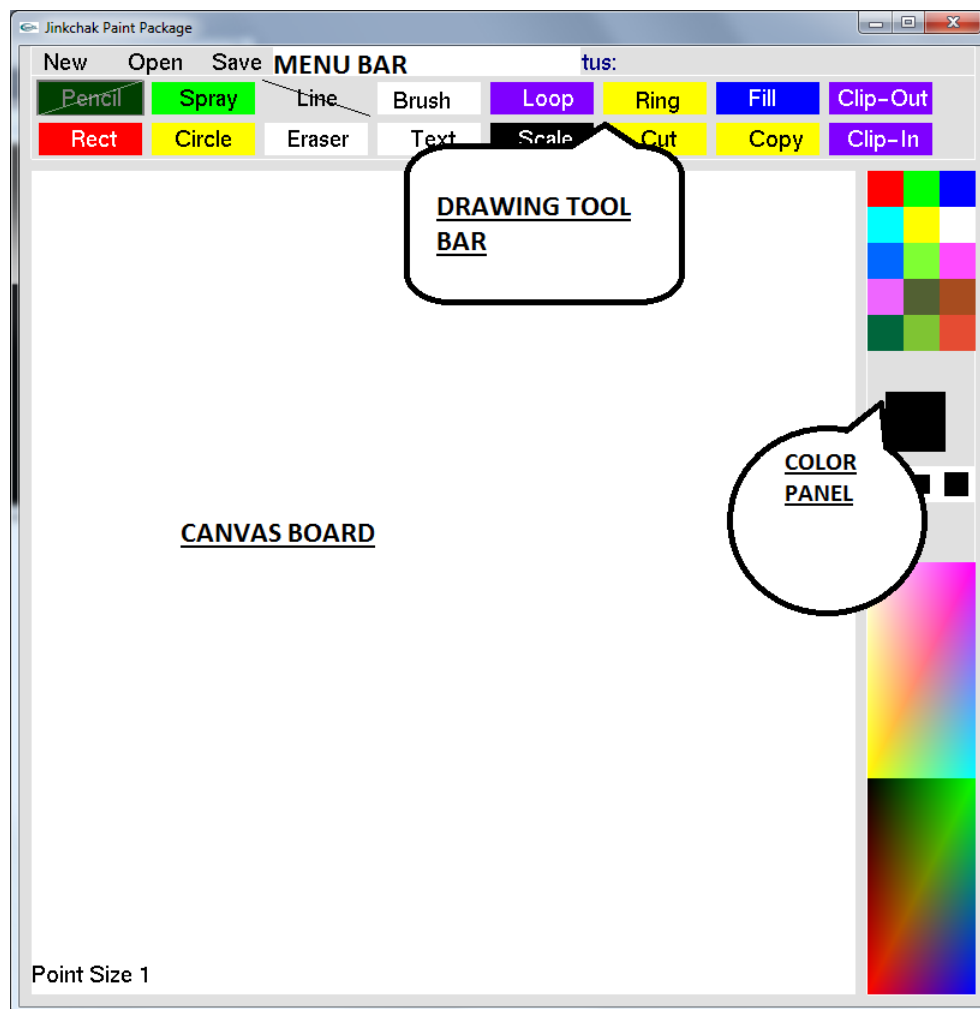 Jinkchak Paint Package
New Open Save MENU BAR tus:
Pencil Spray Line Brush Loop Ring Fill Clip-Out
Rect Circle Eraser Text Scale Cut Copy Clip-In
DRAWING TOOL
BAR
COLOR
PANEL
CANVAS BOARD
Point Size 1